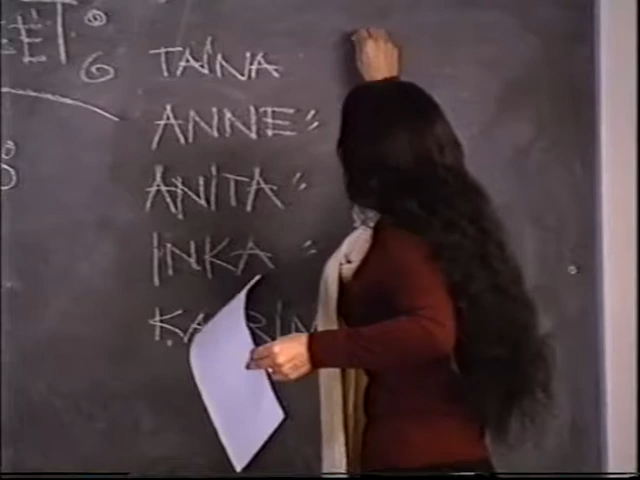 6
TAINA
ANNE "
ANITA "
INKA "